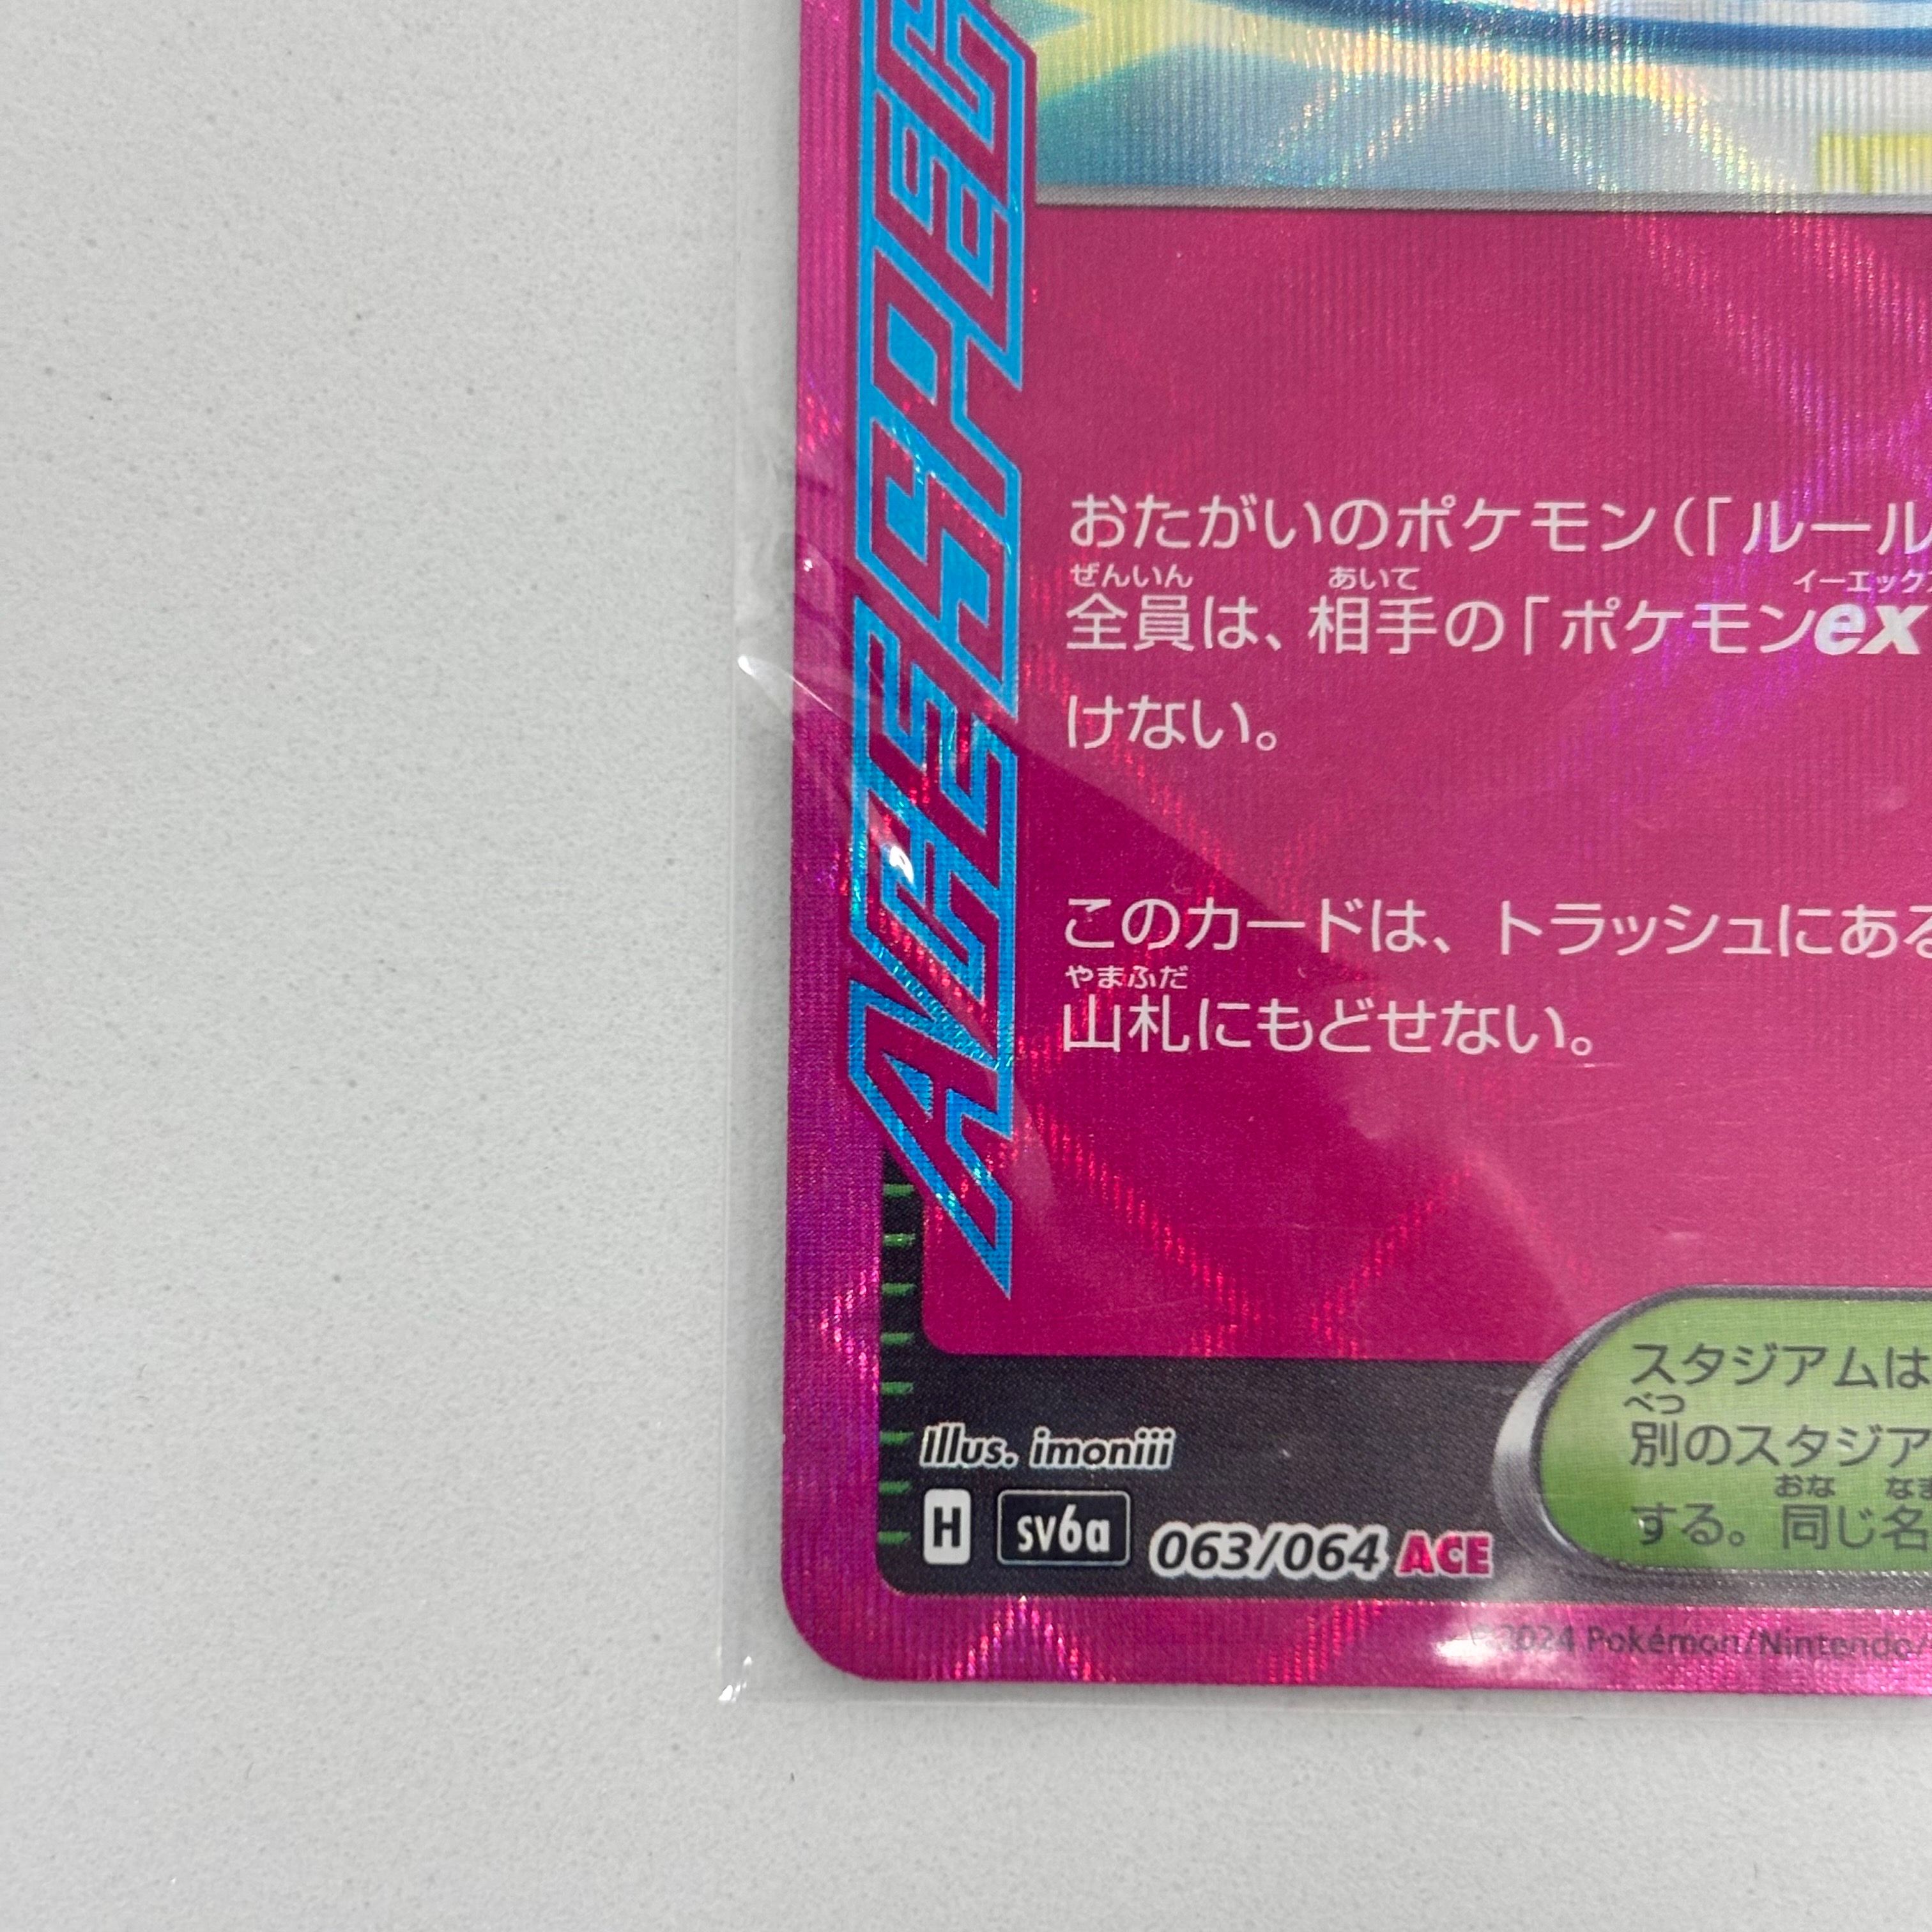 ACE SPEC
おたがいのポケモン（「ルール
ぜんいん あいて イーエック
全員は、相手の「ポケモンex
けない。
このカードは、トラッシュにある
やまふだ
山札にもどせない。
スタジアムは
べつ
別のスタジア
おな なま
する。同じ名
Illus. imoniii
H sv6a 063/064 ACE
©2024 Pokémon/Nintendo/